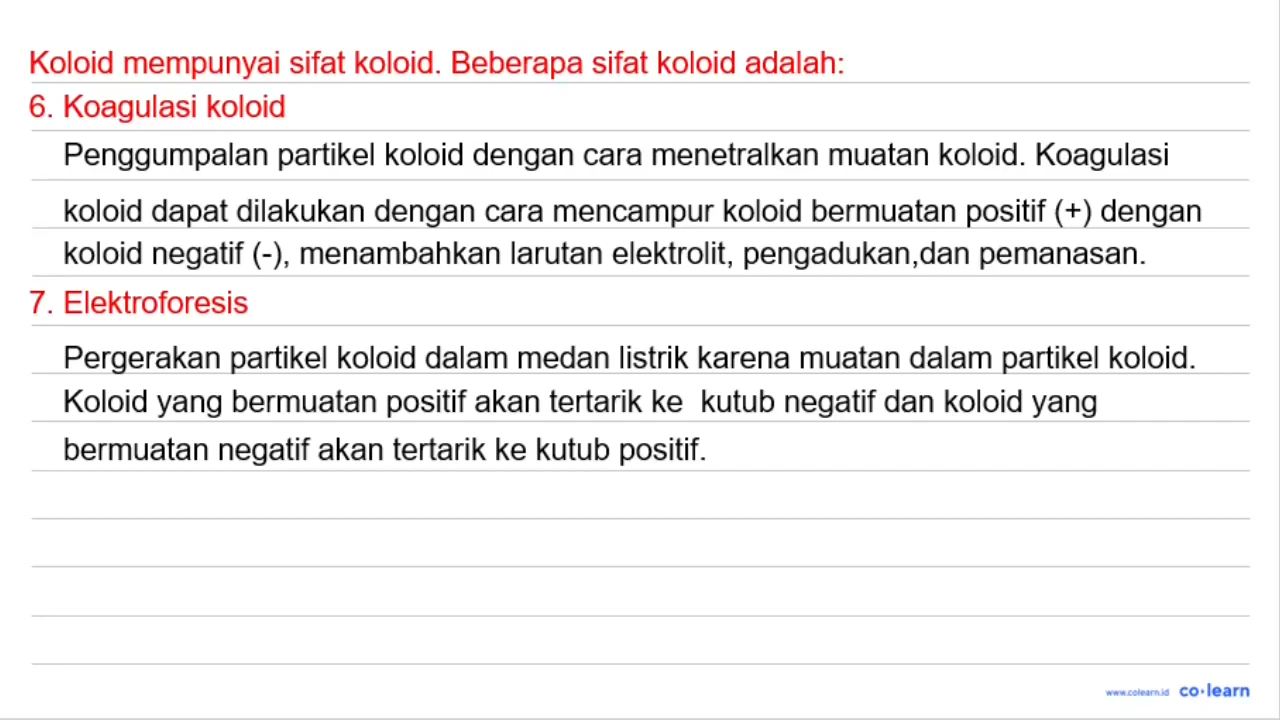 Koloid mempunyai sifat koloid. Beberapa sifat koloid adalah:
6. Koagulasi koloid
Penggumpalan partikel koloid dengan cara menetralkan muatan koloid. Koagulasi
koloid dapat dilakukan dengan cara mencampur koloid bermuatan positif (+) dengan
koloid negatif (-), menambahkan larutan elektrolit, pengadukan,dan pemanasan.
7. Elektroforesis
Pergerakan partikel koloid dalam medan listrik karena muatan dalam partikel koloid.
Koloid yang bermuatan positif akan tertarik ke  kutub negatif dan koloid yang
bermuatan negatif akan tertarik ke kutub positif.
www.colearn.id co·learn